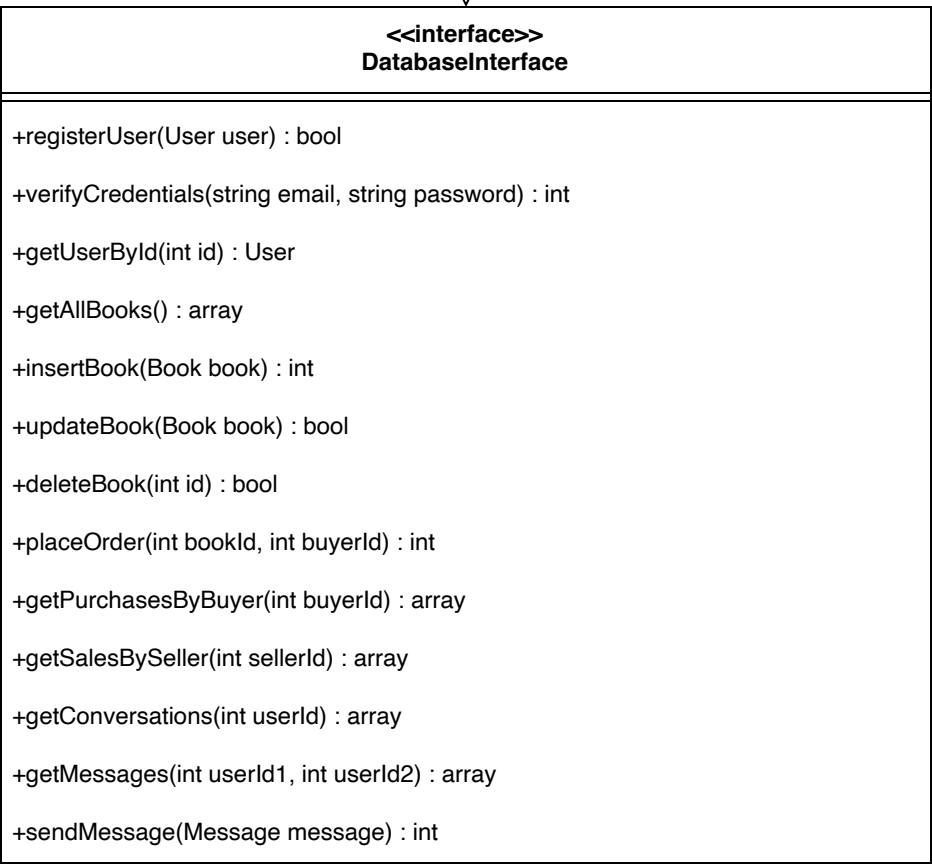 <<interface>>
DatabaseInterface
+registerUser(User user) : bool
+verifyCredentials(string email, string password) : int
+getUserById(int id) : User
+getAllBooks() : array
+insertBook(Book book) : int
+updateBook(Book book) : bool
+deleteBook(int id) : bool
+placeOrder(int bookId, int buyerId) : int
+getPurchasesByBuyer(int buyerId) : array
+getSalesBySeller(int sellerId) : array
+getConversations(int userId) : array
+getMessages(int userId1, int userId2) : array
+sendMessage(Message message) : int